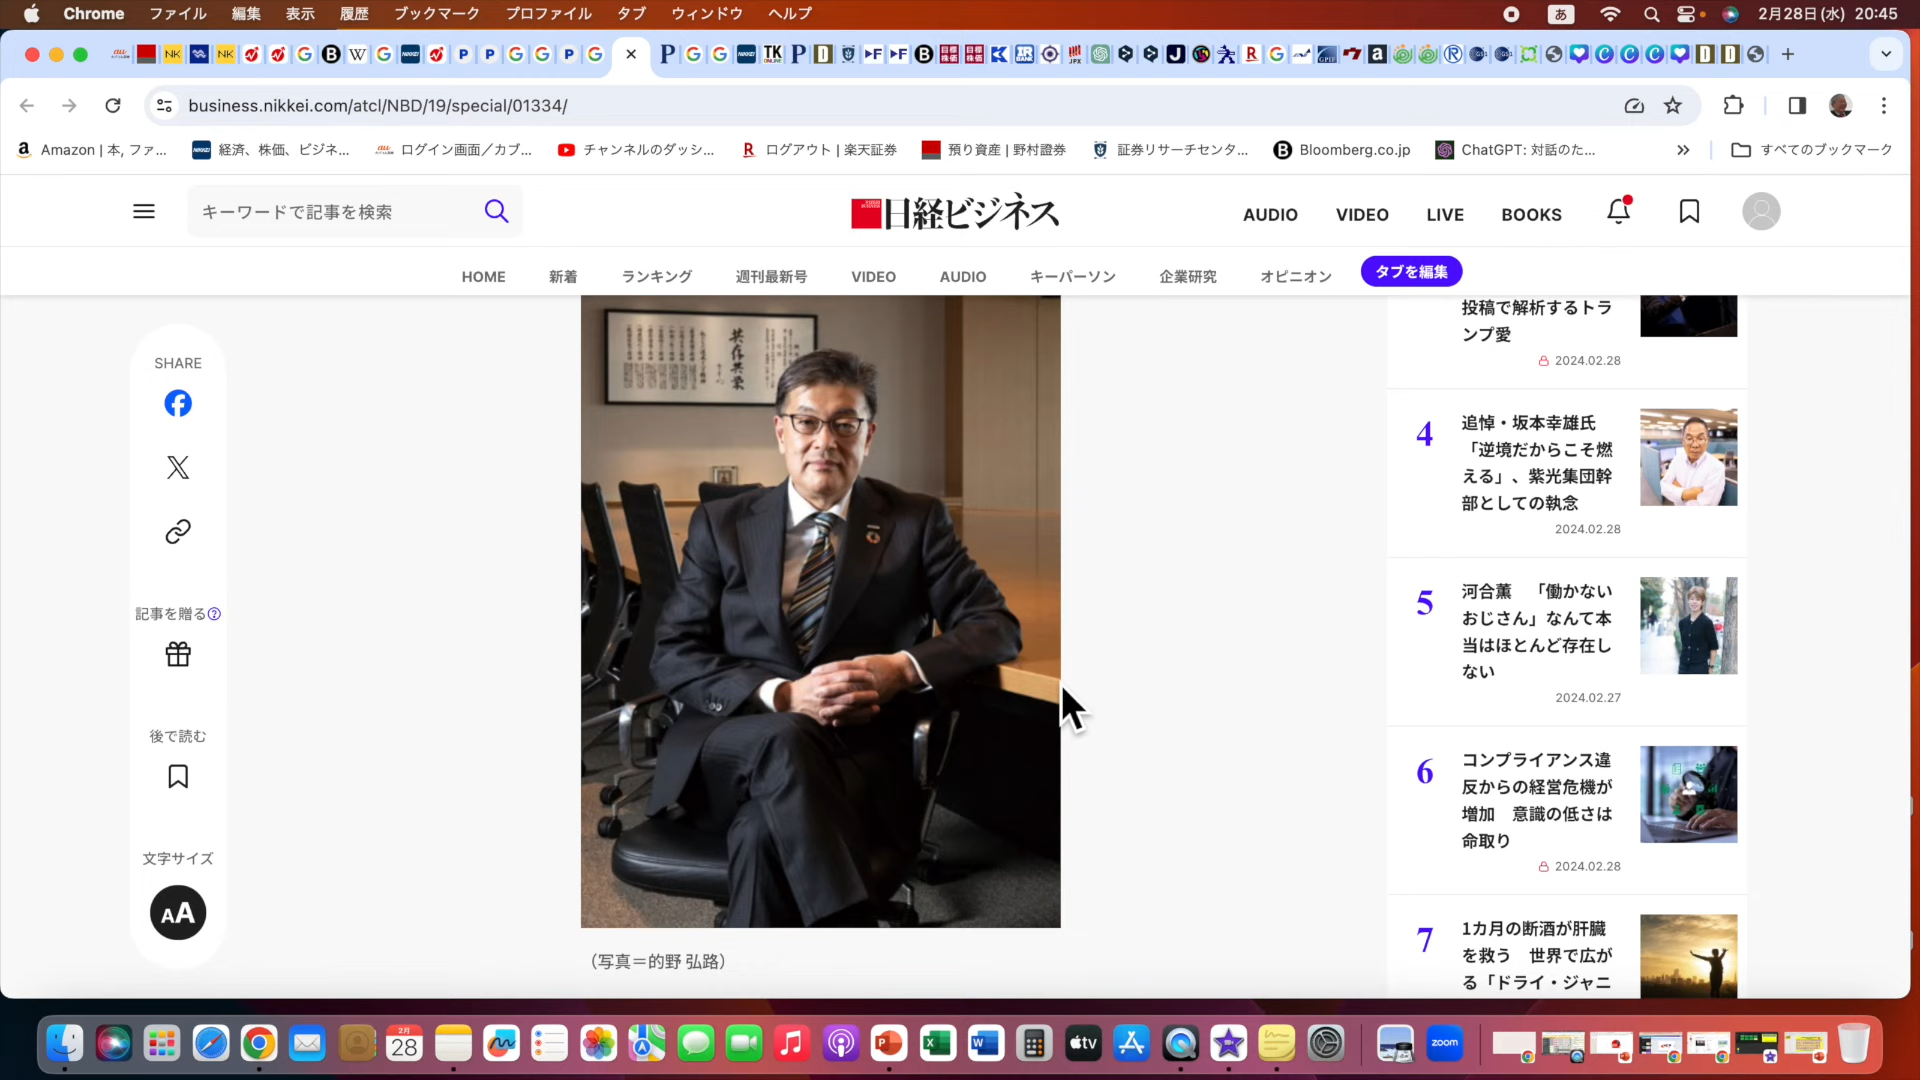 Chrome ファイル 編集 表示 履歴 ブックマーク プロファイル タブ ウィンドウ ヘルプ
あ 2月28日(水) 20:45
business.nikkei.com/atcl/NBD/19/special/01334/
Amazon | 本, ファ... 経済、株価、ビジネ... ログイン画面／カブ... チャンネルのダッシ... ログアウト | 楽天証券 預り資産 | 野村證券 証券リサーチセンタ... Bloomberg.co.jp ChatGPT: 対話のた... » すべてのブックマーク
キーワードで記事を検索
日経ビジネス
AUDIO VIDEO LIVE BOOKS
HOME 新着 ランキング 週刊最新号 VIDEO AUDIO キーパーソン 企業研究 オピニオン タブを編集
SHARE
記事を贈る
後で読む
文字サイズ
AA
共存共栄
（写真＝的野 弘路）
投稿で解析するトラ
ンプ愛
2024.02.28
4
追悼・坂本幸雄氏
「逆境だからこそ燃
える」、紫光集団幹
部としての執念
2024.02.28
5
河合薫　「働かない
おじさん」なんて本
当はほとんど存在し
ない
2024.02.27
6
コンプライアンス違
反からの経営危機が
増加　意識の低さは
命取り
2024.02.28
7
1カ月の断酒が肝臓
を救う　世界で広が
る「ドライ・ジャニ
2月
28
tv
zoom